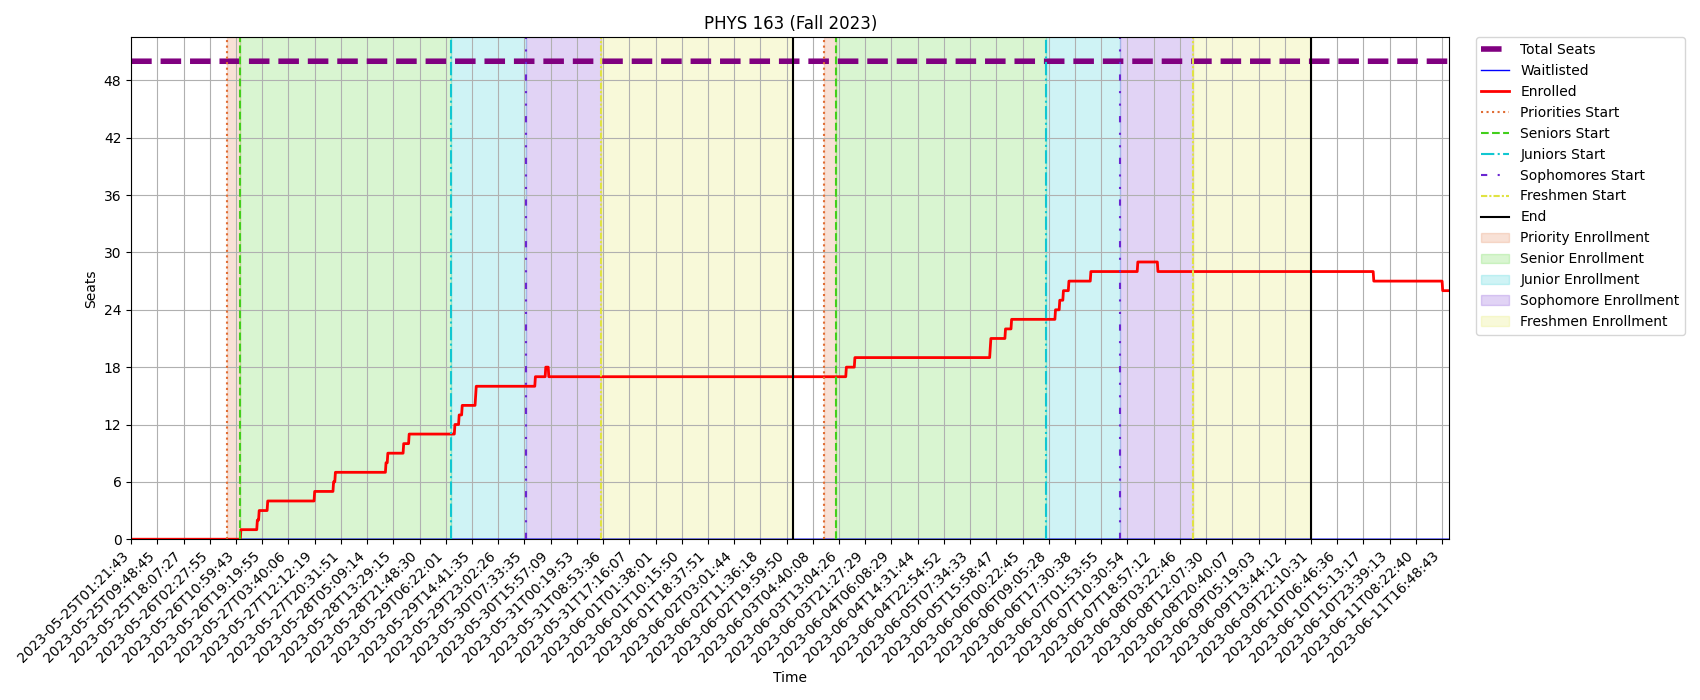 PHYS 163 (Fall 2023)
Seats
48
42
36
30
24
18
12
6
0
2023-05-25T01:21:43
2023-05-25T09:48:45
2023-05-25T18:07:27
2023-05-26T02:27:55
2023-05-26T10:59:43
2023-05-26T19:19:55
2023-05-27T03:40:06
2023-05-27T12:12:19
2023-05-27T20:31:51
2023-05-28T05:09:14
2023-05-28T13:29:15
2023-05-28T21:48:30
2023-05-29T06:22:01
2023-05-29T14:41:35
2023-05-29T23:02:26
2023-05-30T07:33:35
2023-05-30T15:57:09
2023-05-31T00:19:53
2023-05-31T08:53:36
2023-05-31T17:16:07
2023-06-01T01:38:01
2023-06-01T10:15:50
2023-06-01T18:37:51
2023-06-02T03:01:44
2023-06-02T11:36:18
2023-06-02T19:59:50
2023-06-03T04:40:08
2023-06-03T13:04:26
2023-06-03T21:27:29
2023-06-04T06:08:29
2023-06-04T14:31:44
2023-06-04T22:54:52
2023-06-05T07:34:33
2023-06-05T15:58:47
2023-06-06T00:22:45
2023-06-06T09:05:28
2023-06-06T17:30:38
2023-06-07T01:53:55
2023-06-07T10:30:54
2023-06-07T18:57:12
2023-06-08T03:22:46
2023-06-08T12:07:30
2023-06-08T20:40:07
2023-06-09T05:19:03
2023-06-09T13:44:12
2023-06-09T22:10:31
2023-06-10T06:46:36
2023-06-10T15:13:17
2023-06-10T23:39:13
2023-06-11T08:22:40
2023-06-11T16:48:43
Time
Total Seats
Waitlisted
Enrolled
Priorities Start
Seniors Start
Juniors Start
Sophomores Start
Freshmen Start
End
Priority Enrollment
Senior Enrollment
Junior Enrollment
Sophomore Enrollment
Freshmen Enrollment